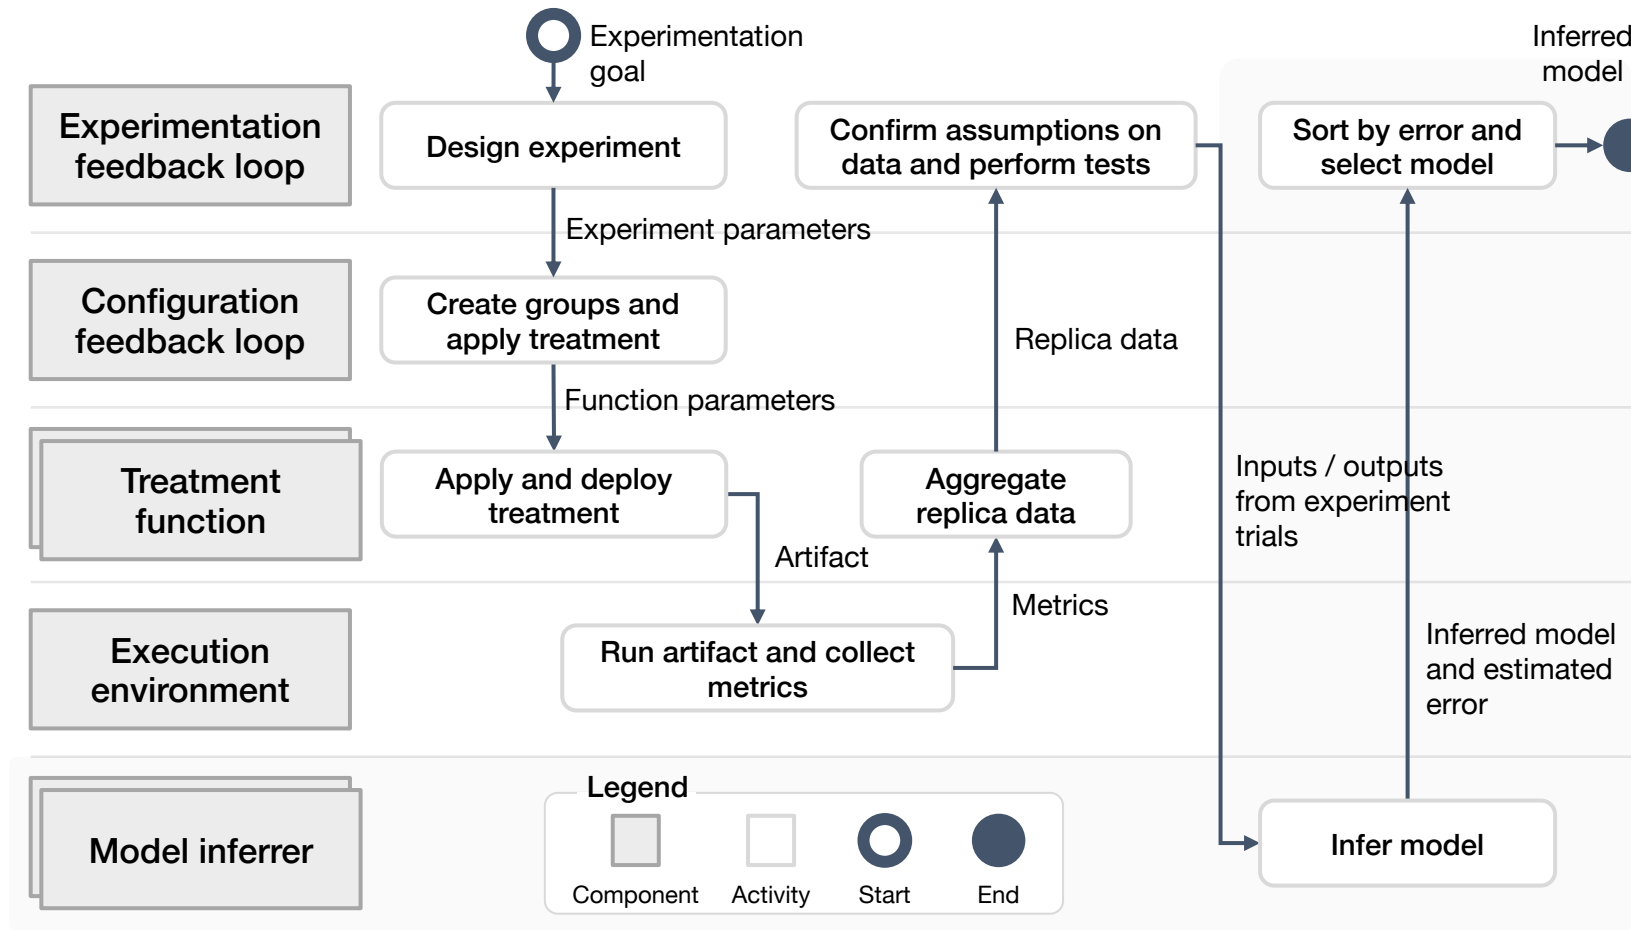 Experimentation
goal
Inferred
model
Experimentation
feedback loop
Design experiment
Confirm assumptions on
data and perform tests
Sort by error and
select model
Experiment parameters
Configuration
feedback loop
Create groups and
apply treatment
Replica data
Function parameters
Treatment
function
Apply and deploy
treatment
Aggregate
replica data
Inputs / outputs
from experiment
trials
Artifact
Metrics
Execution
environment
Run artifact and collect
metrics
Inferred model
and estimated
error
Model inferrer
Legend
Component
Activity
Start
End
Infer model